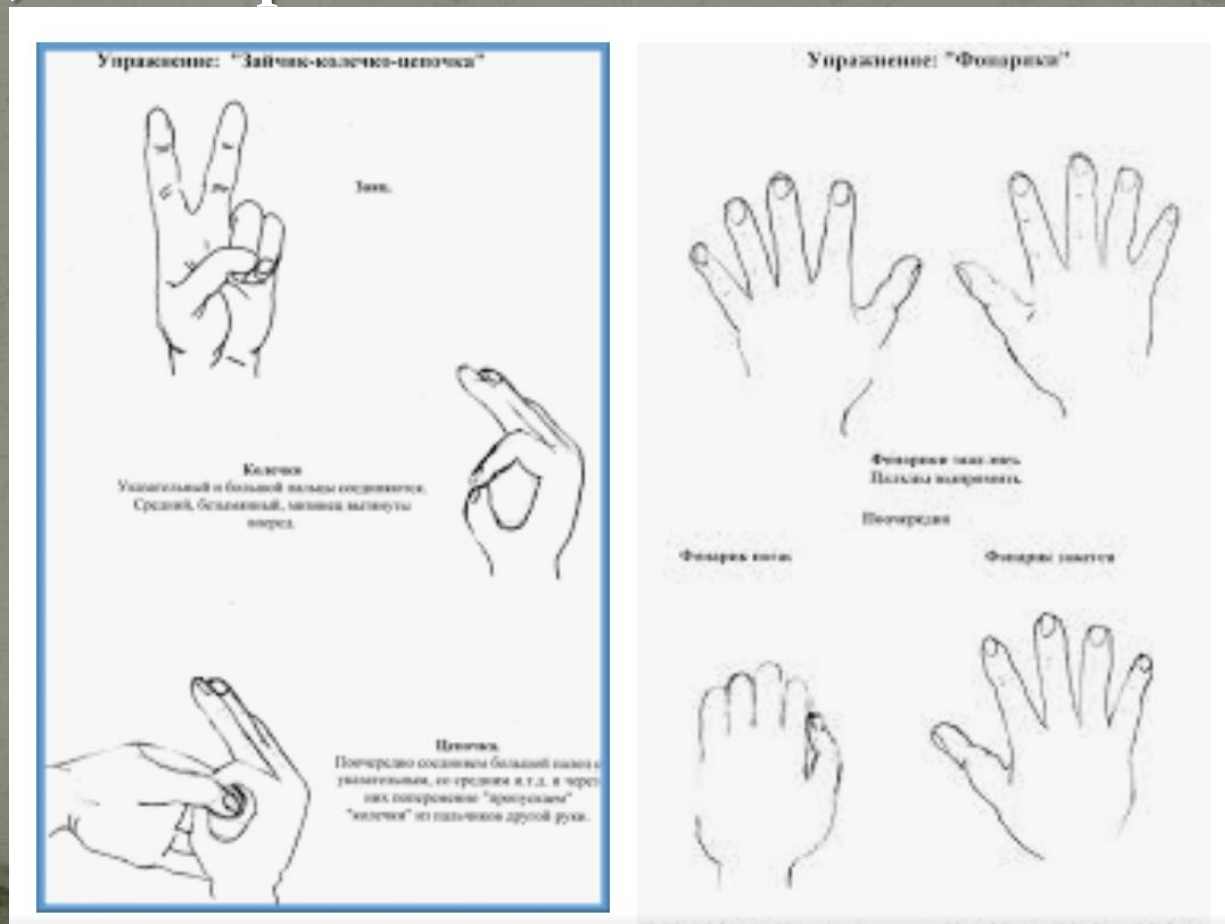 Упражнение: "Зайчик-колечко-цепочка"
Заяц.
Колечко
Указательный и большой пальцы соединяются.
Средний, безымянный, мизинец вытянуты
вперед.
Цепочка.
Поочередно соединяем большой палец с
указательным, со средним и.т.д. и через
них попеременно "пропускаем"
"колечки" из пальчиков другой руки.
Упражнение: "Фонарики"
Фонарики зажглись
Пальцы выпрямить
Поочередно
Фонарик погас
Фонарик зажегся